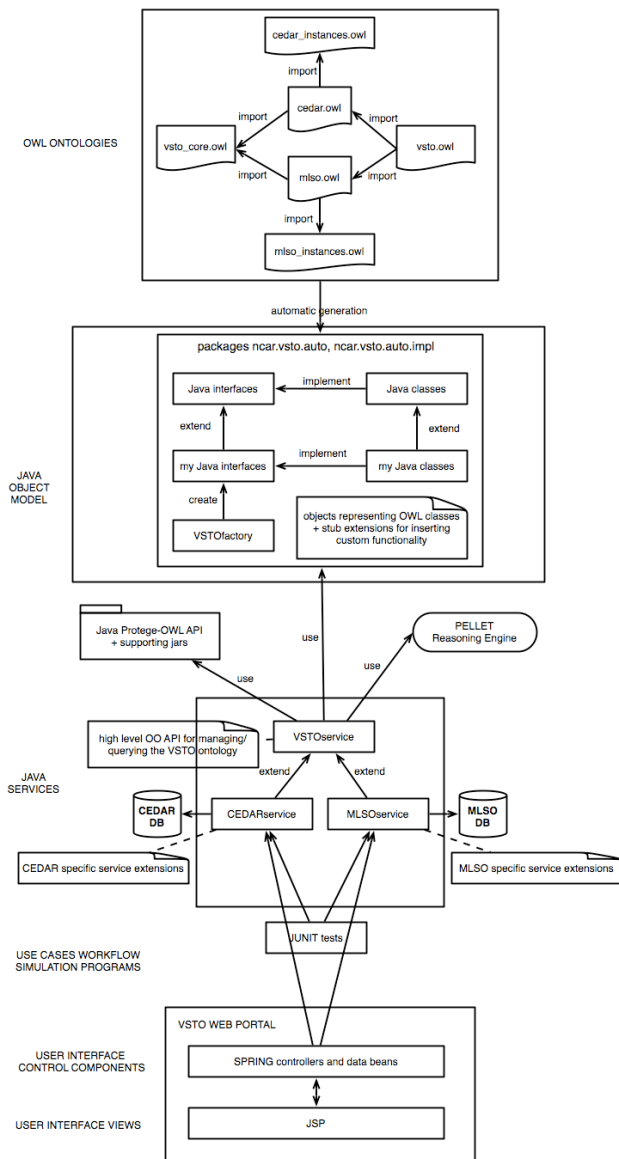 cedar_instances.owl
import
cedar.owl
import
import
OWL ONTOLOGIES
vsto_core.owl
vsto.owl
import
mlso.owl
import
import
mlso_instances.owl
automatic generation
packages ncar.vsto.auto, ncar.vsto.auto.impl
Java interfaces
implement
Java classes
extend
extend
my Java interfaces
implement
my Java classes
JAVA
OBJECT
MODEL
create
VSTOfactory
objects representing OWL classes
+ stub extensions for inserting
custom functionality
Java Protege-OWL API
+ supporting jars
use
PELLET
Reasoning Engine
use
use
high level OO API for managing/
querying the VSTO ontology
VSTOservice
extend
extend
JAVA
SERVICES
CEDAR
DB
CEDARservice
MLSOservice
MLSO
DB
CEDAR specific service extensions
MLSO specific service extensions
JUNIT tests
USE CASES WORKFLOW
SIMULATION PROGRAMS
VSTO WEB PORTAL
USER INTERFACE
CONTROL COMPONENTS
SPRING controllers and data beans
USER INTERFACE VIEWS
JSP